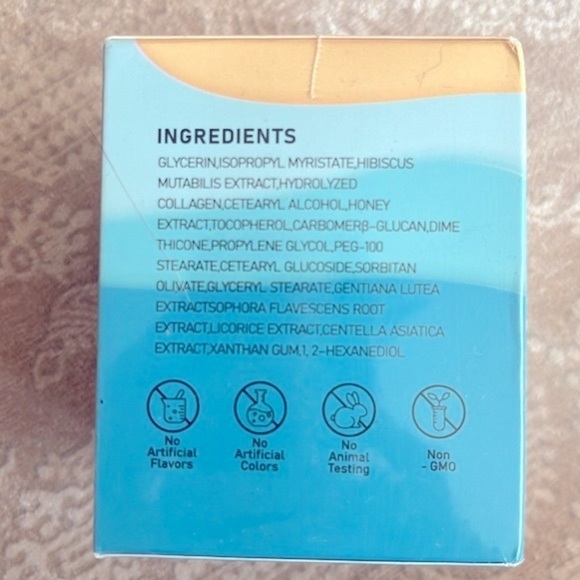 INGREDIENTS
GLYCERIN,ISOPROPYL MYRISTATE,HIBISCUS
MUTABILIS EXTRACT,HYDROLYZED
COLLAGEN,CETEARYL ALCOHOL,HONEY
EXTRACT,TOCOPHEROL,CARBOMERβ-GLUCAN,DIME
THICONE,PROPYLENE GLYCOL,PEG-100
STEARATE,CETEARYL GLUCOSIDE,SORBITAN
OLIVATE,GLYCERYL STEARATE,GENTIANA LUTEA
EXTRACTSOPHORA FLAVESCENS ROOT
EXTRACT,LICORICE EXTRACT,CENTELLA ASIATICA
EXTRACT,XANTHAN GUM,1, 2-HEXANEDIOL
No
Artificial
Flavors
No
Artificial
Colors
No
Animal
Testing
Non
- GMO